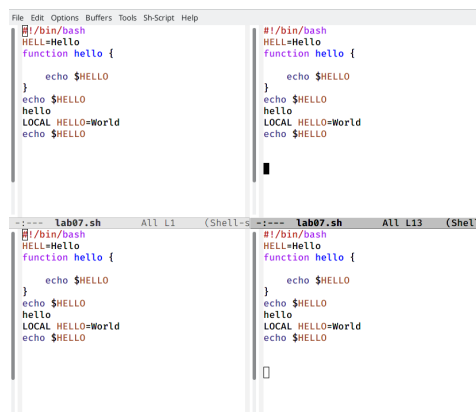 File Edit Options Buffers Tools Sh-Script Help
#!/bin/bash
HELL=Hello
function hello {
echo $HELLO
}
echo $HELLO
hello
LOCAL HELLO=World
echo $HELLO
-:--- lab07.sh All L1 (Shell-s
#!/bin/bash
HELL=Hello
function hello {
echo $HELLO
}
echo $HELLO
hello
LOCAL HELLO=World
echo $HELLO
-:--- lab07.sh All L13 (Shell
#!/bin/bash
HELL=Hello
function hello {
echo $HELLO
}
echo $HELLO
hello
LOCAL HELLO=World
echo $HELLO
#!/bin/bash
HELL=Hello
function hello {
echo $HELLO
}
echo $HELLO
hello
LOCAL HELLO=World
echo $HELLO